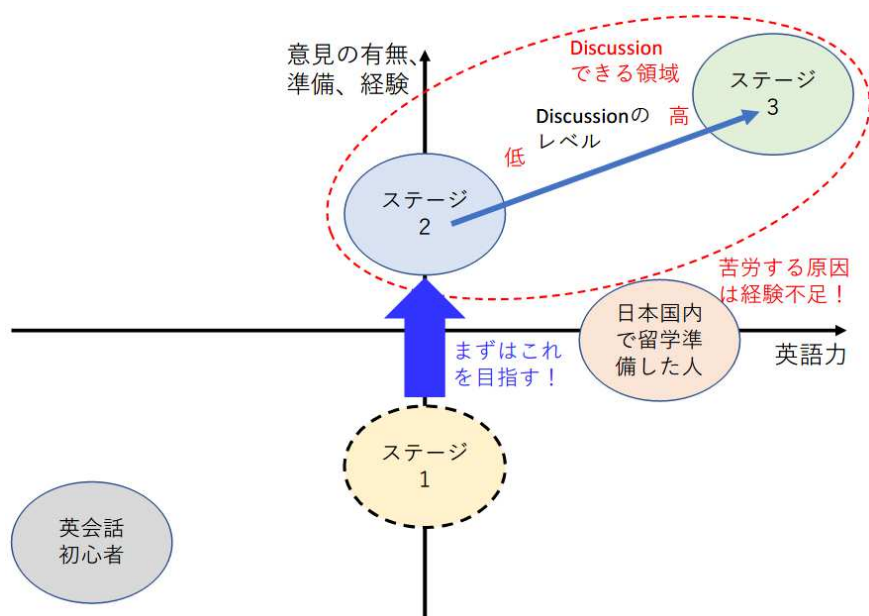 意見の有無、
準備、経験
Discussion
できる領域
ステージ
3
Discussionの
レベル
高
低
ステージ
2
苦労する原因
は経験不足！
日本国内
で留学準
備した人
英語力
まずはこれ
を目指す！
ステージ
1
英会話
初心者